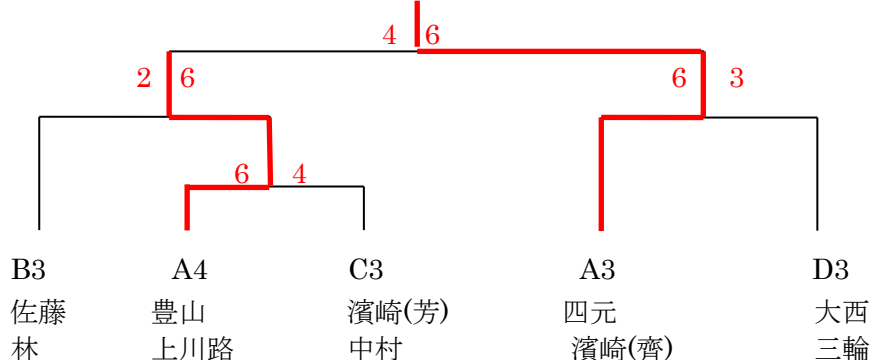 4 6
2 6 6 3
6 4
B3 A4 C3 A3 D3
佐藤 豊山 濱崎(芳) 四元 大西
林 上川路 中村 濱崎(齊) 三輪